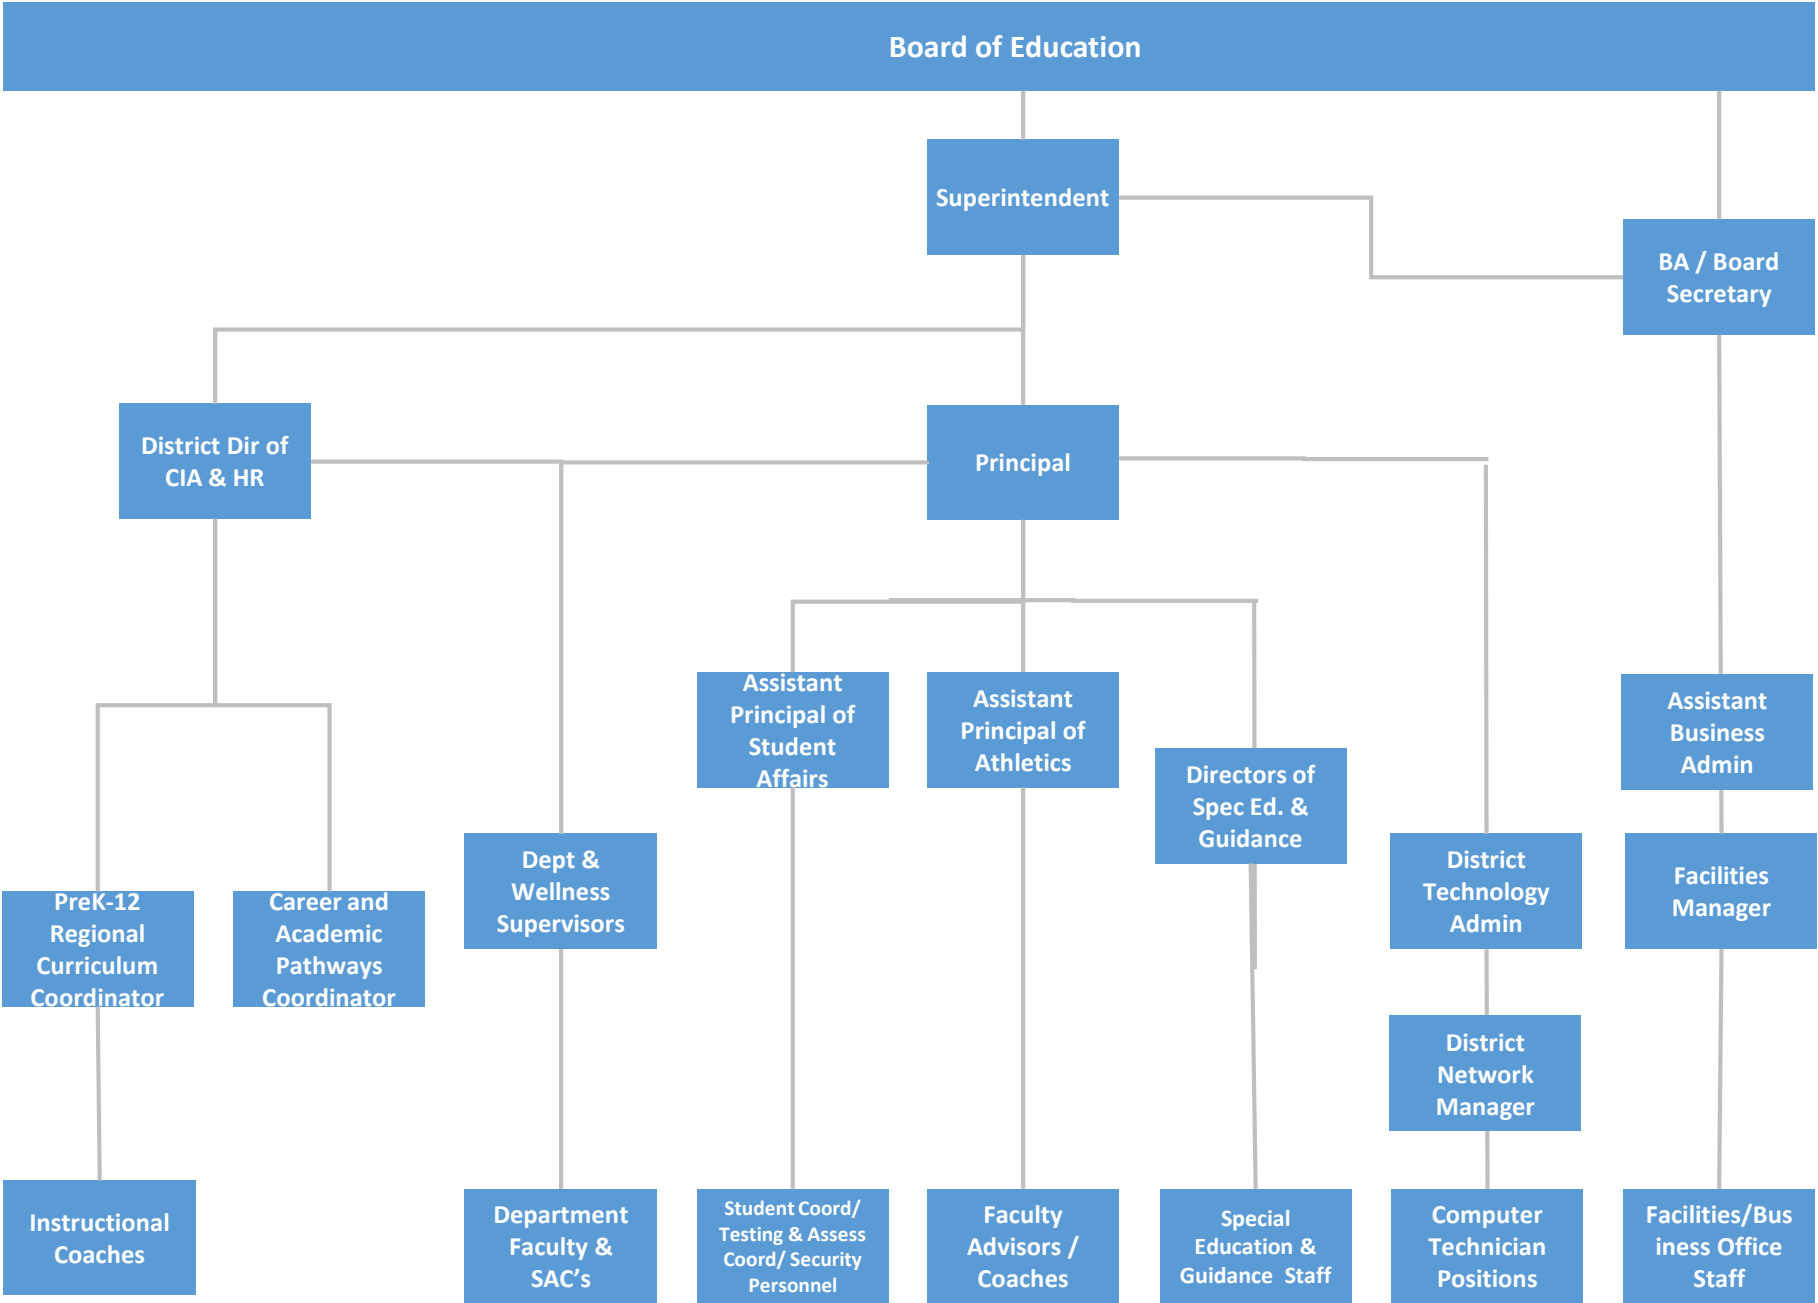 Board of Education
Superintendent
BA / Board
Secretary
District Dir of
CIA & HR
Principal
Assistant
Principal of
Student
Affairs
Assistant
Principal of
Athletics
Directors of
Spec Ed. &
Guidance
Assistant
Business
Admin
Dept &
Wellness
Supervisors
District
Technology
Admin
Facilities
Manager
PreK-12
Regional
Curriculum
Coordinator
Career and
Academic
Pathways
Coordinator
District
Network
Manager
Instructional
Coaches
Department
Faculty &
SAC’s
Student Coord/
Testing & Assess
Coord/ Security
Personnel
Faculty
Advisors /
Coaches
Special
Education &
Guidance Staff
Computer
Technician
Positions
Facilities/Bus
iness Office
Staff